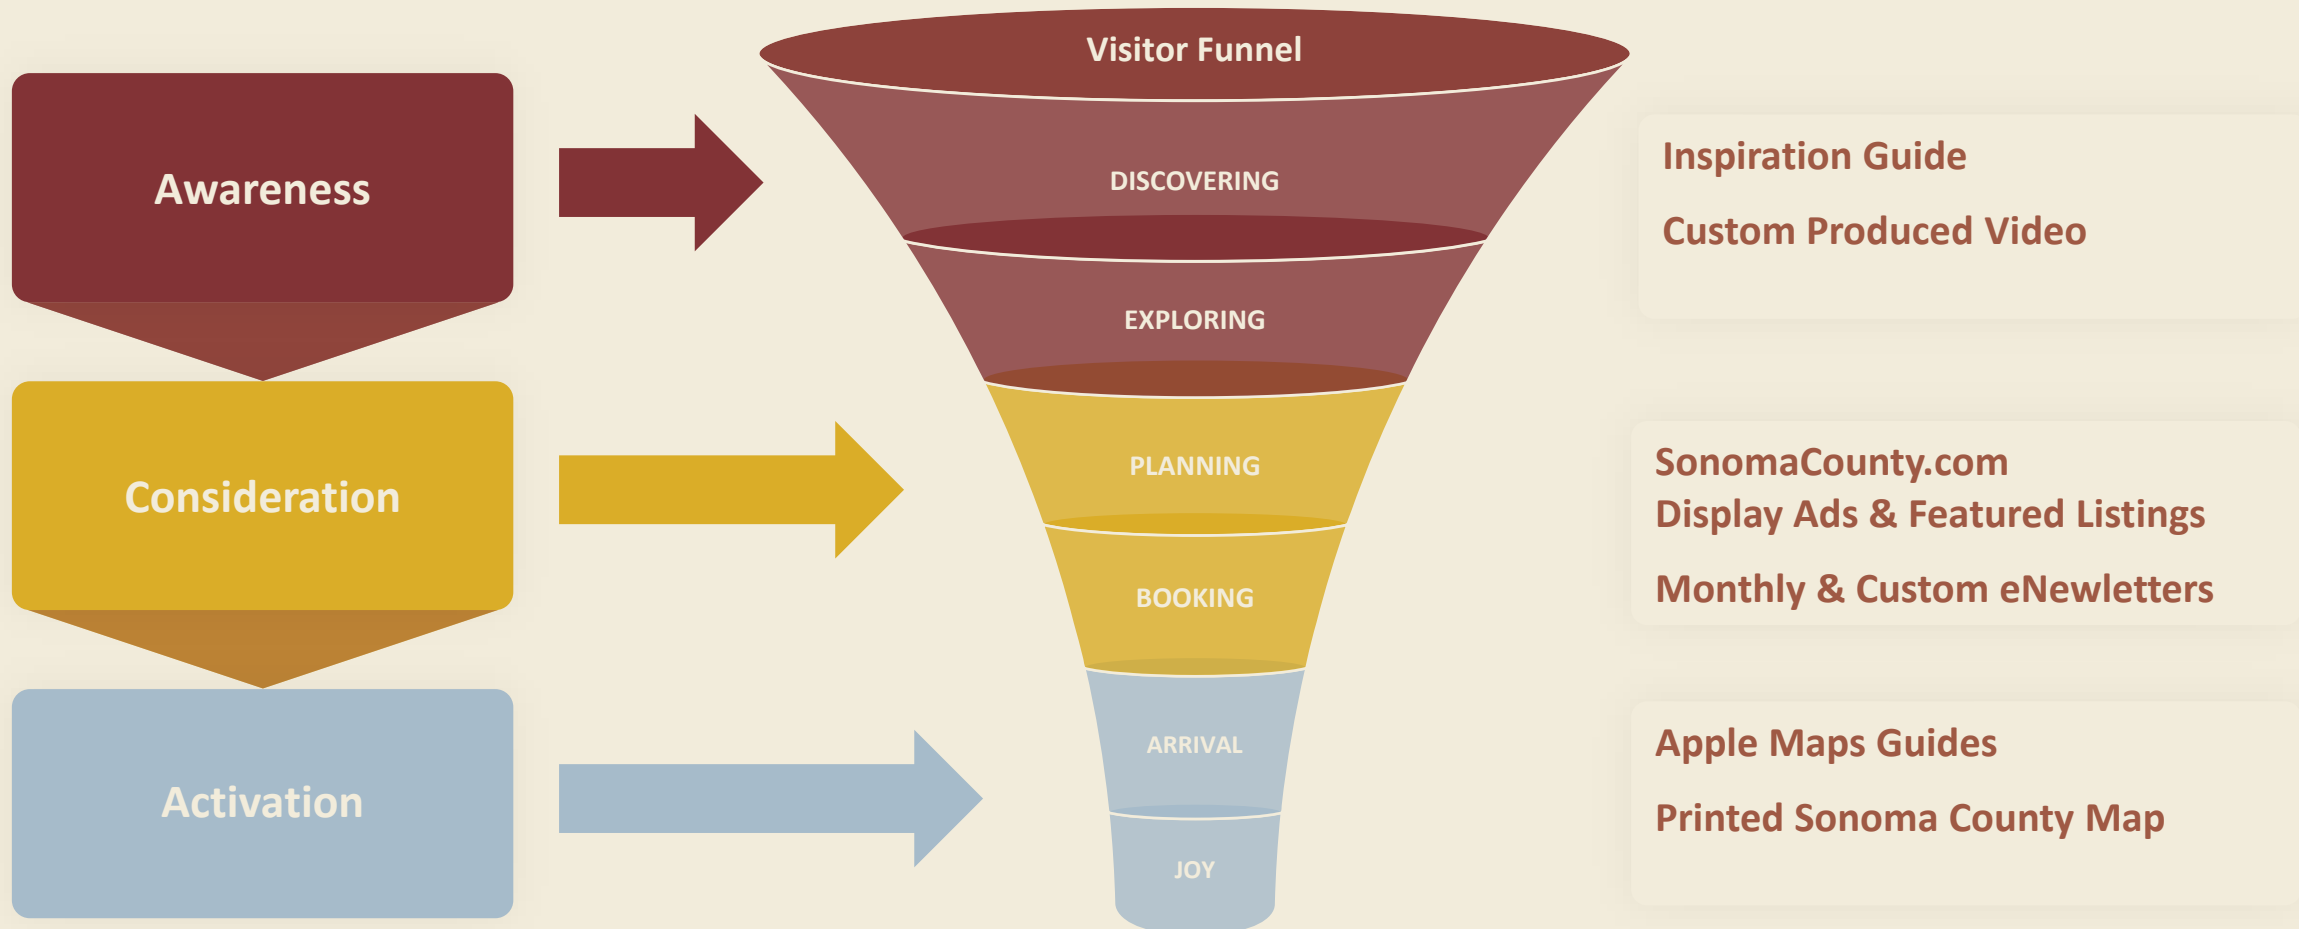 Visitor Funnel
Awareness
DISCOVERING
EXPLORING
Inspiration Guide
Custom Produced Video
Consideration
PLANNING
BOOKING
SonomaCounty.com
Display Ads & Featured Listings
Monthly & Custom eNewletters
Activation
ARRIVAL
JOY
Apple Maps Guides
Printed Sonoma County Map